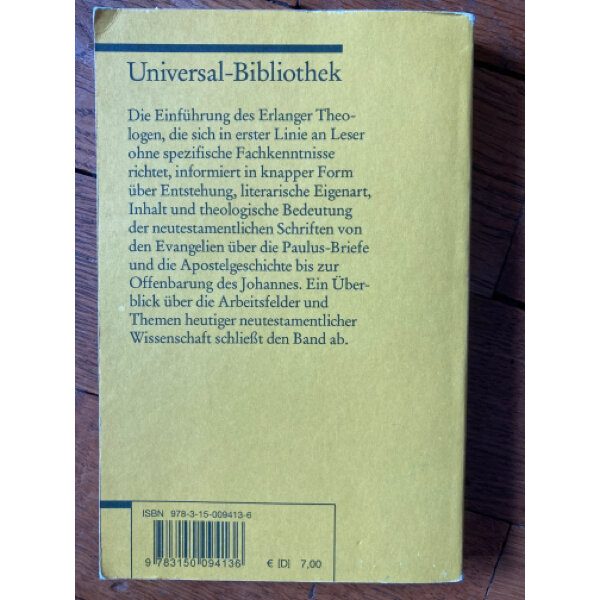 Universal-Bibliothek
Die Einführung des Erlanger Theo-
logen, die sich in erster Linie an Leser
ohne spezifische Fachkenntnisse
richtet, informiert in knapper Form
über Entstehung, literarische Eigenart,
Inhalt und theologische Bedeutung
der neutestamentlichen Schriften von
den Evangelien über die Paulus-Briefe
und die Apostelgeschichte bis zur
Offenbarung des Johannes. Ein Über-
blick über die Arbeitsfelder und
Themen heutiger neutestamentlicher
Wissenschaft schließt den Band ab.
ISBN 978-3-15-009413-6
9 783150 094136
€ [D] 7,00